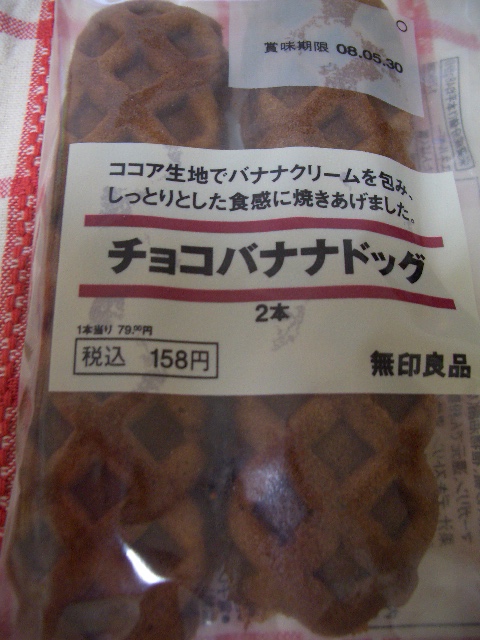 賞味期限 08.05.30
ココア生地でバナナクリームを包み、
しっとりとした食感に焼きあげました。
チョコバナナドッグ
2本
1本当り 79.00円
税込 158円
無印良品